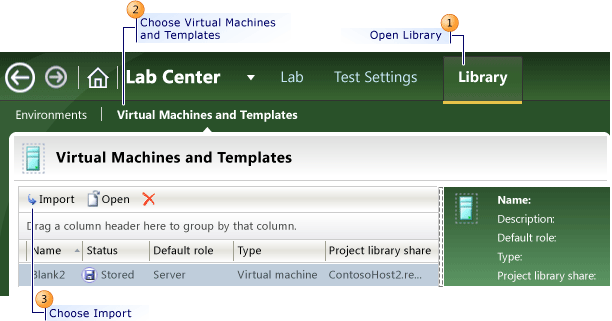 2
Choose Virtual Machines
and Templates
1
Open Library
Lab Center
Lab
Test Settings
Library
Environments
Virtual Machines and Templates
Virtual Machines and Templates
Import
Open
Drag a column header here to group by that column.
Name
Status
Default role
Type
Project library share
Blank2
Stored
Server
Virtual machine
ContosoHost2.re...
Name:
Description:
Default role:
Type:
Project library share:
3
Choose Import